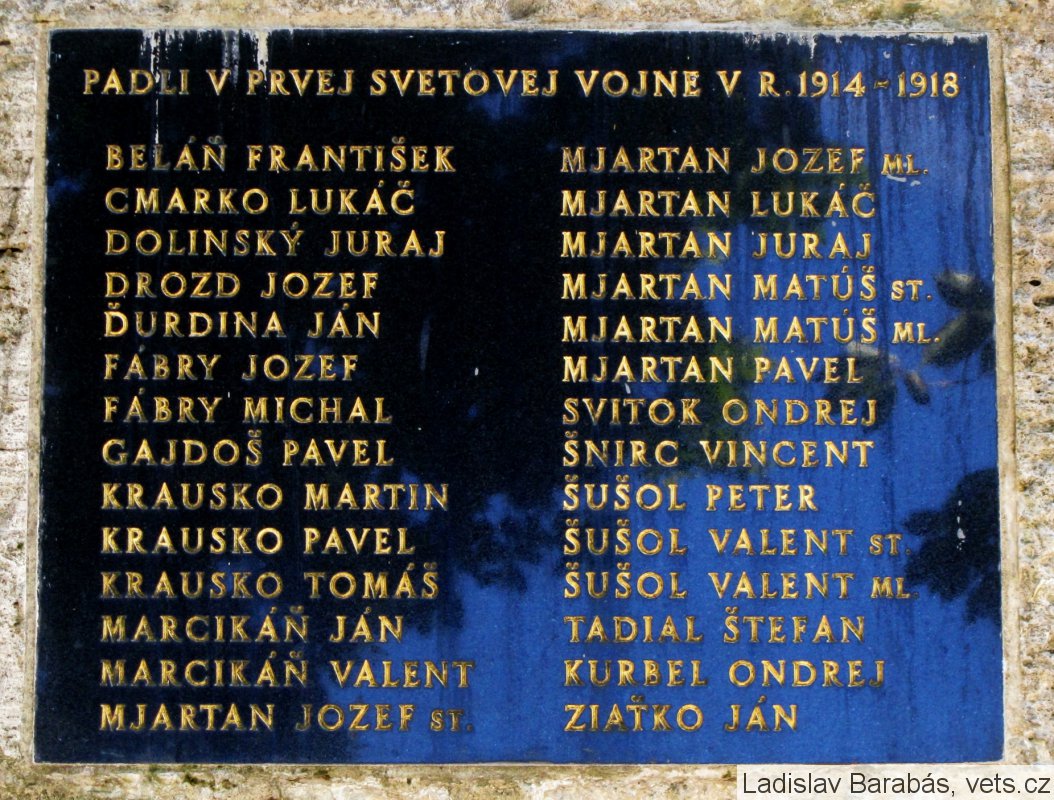 PADLI V PRVEJ SVETOVEJ VOJNE V R. 1914 - 1918
BELÁŇ FRANTIŠEK
CMARKO LUKÁČ
DOLINSKÝ JURAJ
DROZD JOZEF
ĎURDINA JÁN
FÁBRY JOZEF
FÁBRY MICHAL
GAJDOŠ PAVEL
KRAUSKO MARTIN
KRAUSKO PAVEL
KRAUSKO TOMÁŠ
MARCIKÁŇ JÁN
MARCIKÁŇ VALENT
MJARTAN JOZEF ST.
MJARTAN JOZEF ML.
MJARTAN LUKÁČ
MJARTAN JURAJ
MJARTAN MATÚŠ ST.
MJARTAN MATÚŠ ML.
MJARTAN PAVEL
SVITOK ONDREJ
ŠNIRC VINCENT
ŠUŠOL PETER
ŠUŠOL VALENT ST.
ŠUŠOL VALENT ML.
TADIAL ŠTEFAN
KURBEL ONDREJ
ZIAŤKO JÁN
Ladislav Barabás, vets.cz